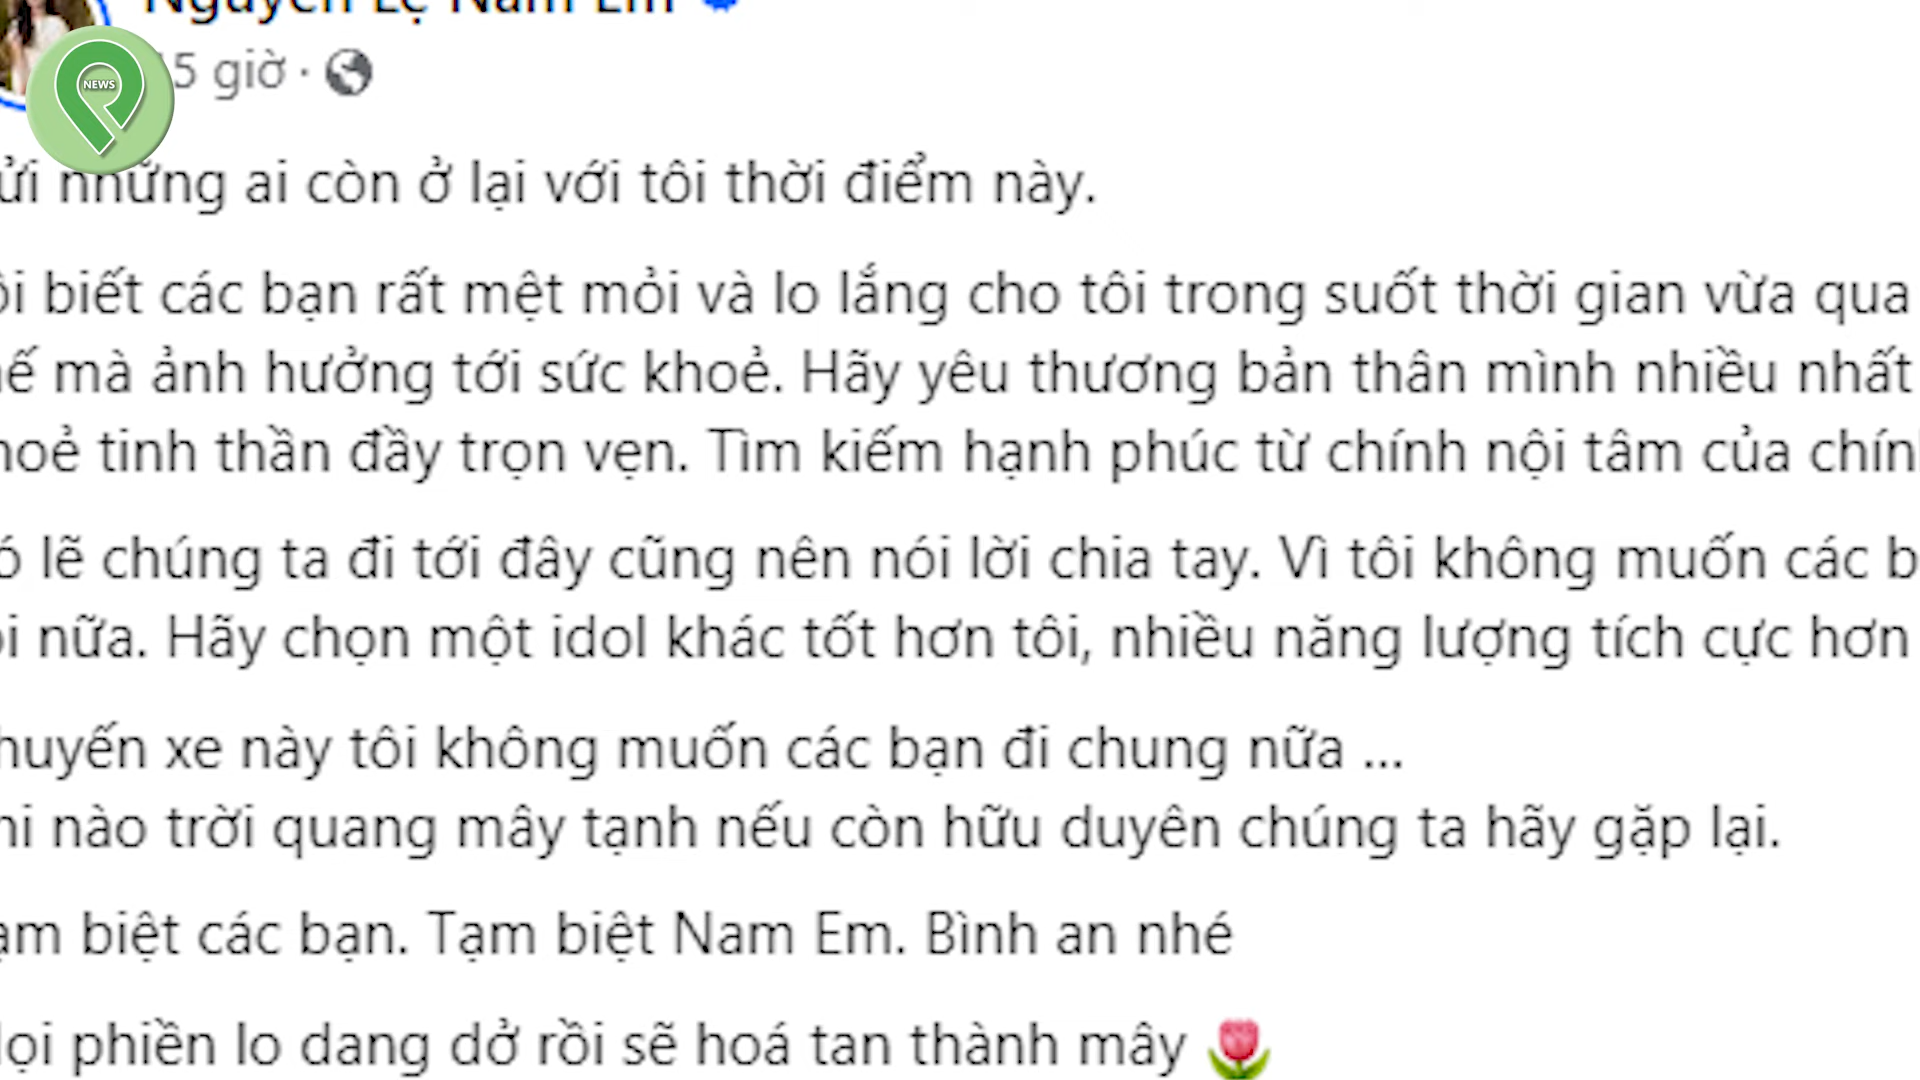 Nguyễn Lệ Nam Em
5 giờ ·
NEWS
những ai còn ở lại với tôi thời điểm này.
biết các bạn rất mệt mỏi và lo lắng cho tôi trong suốt thời gian vừa qua
mà ảnh hưởng tới sức khoẻ. Hãy yêu thương bản thân mình nhiều nhất
tinh thần đầy trọn vẹn. Tìm kiếm hạnh phúc từ chính nội tâm của
lẽ chúng ta đi tới đây cũng nên nói lời chia tay. Vì tôi không muốn các
nữa. Hãy chọn một idol khác tốt hơn tôi, nhiều năng lượng tích cực hơn
xe này tôi không muốn các bạn đi chung nữa ...
nào trời quang mây tạnh nếu còn hữu duyên chúng ta hãy gặp lại.
biệt các bạn. Tạm biệt Nam Em. Bình an nhé
phiền lo dang dở rồi sẽ hoá tan thành mây